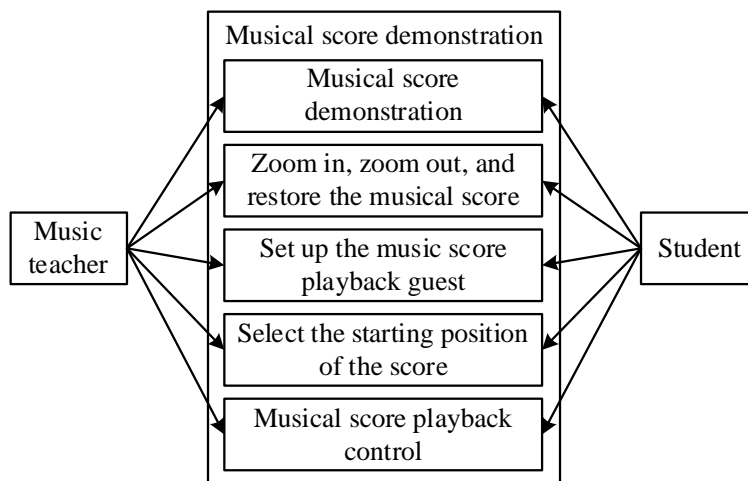 Musical score demonstration
Musical score
demonstration
Zoom in, zoom out, and
restore the musical score
Music
teacher
Set up the music score
playback guest
Student
Select the starting position
of the score
Musical score playback
control